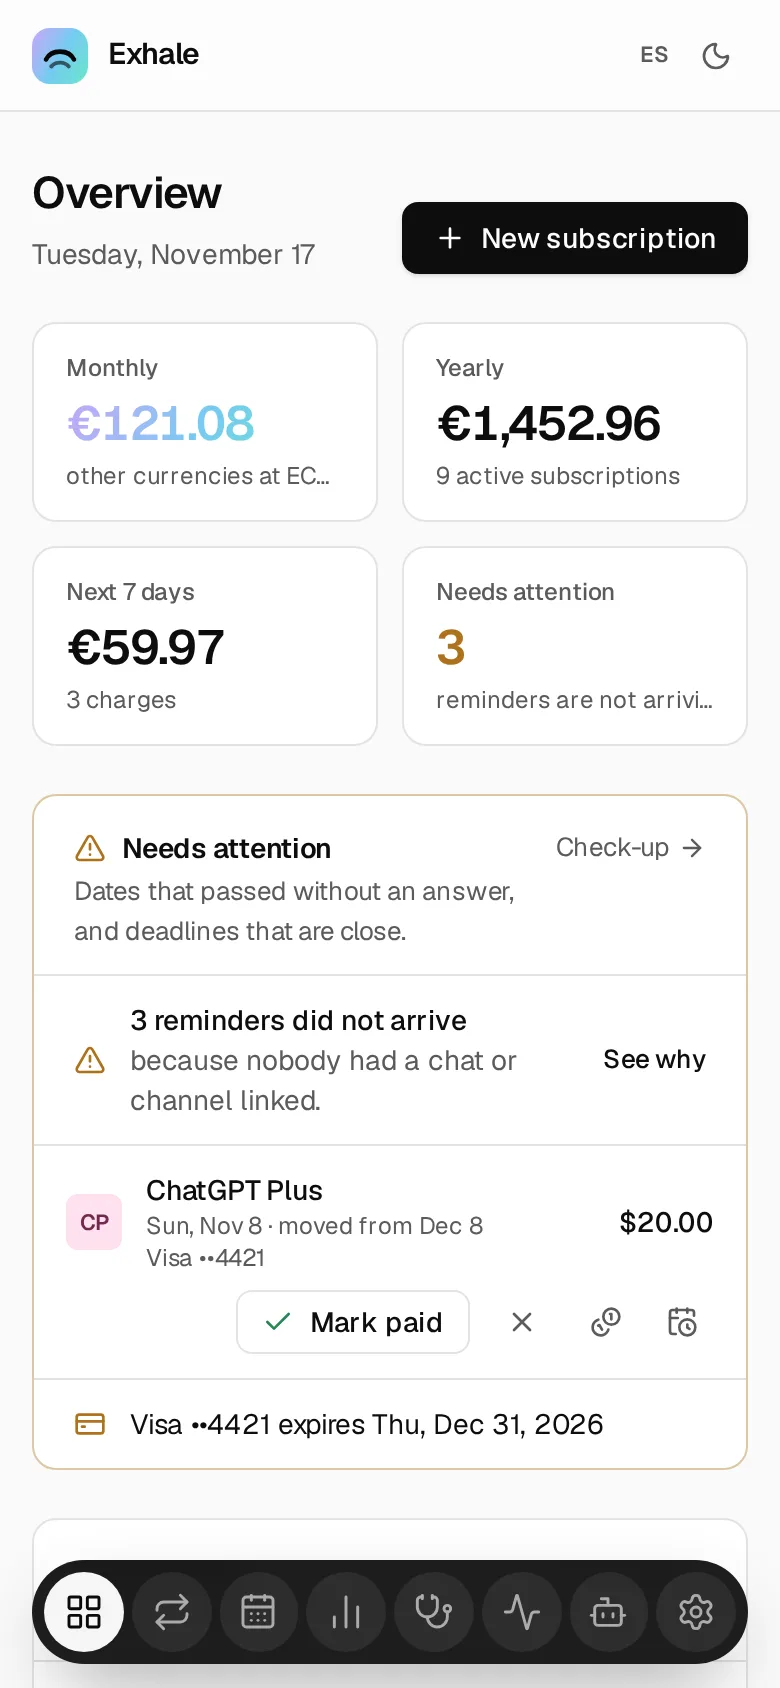 Exhale
ES
Overview
Tuesday, November 17
New subscription
Monthly
€121.08
other currencies at EC...
Yearly
€1,452.96
9 active subscriptions
Next 7 days
€59.97
3 charges
Needs attention
3
reminders are not arrivi...
Needs attention
Check-up
Dates that passed without an answer,
and deadlines that are close.
3 reminders did not arrive
because nobody had a chat or
channel linked.
See why
CP
ChatGPT Plus
Sun, Nov 8 · moved from Dec 8
Visa ••4421
$20.00
Mark paid
Visa ••4421 expires Thu, Dec 31, 2026